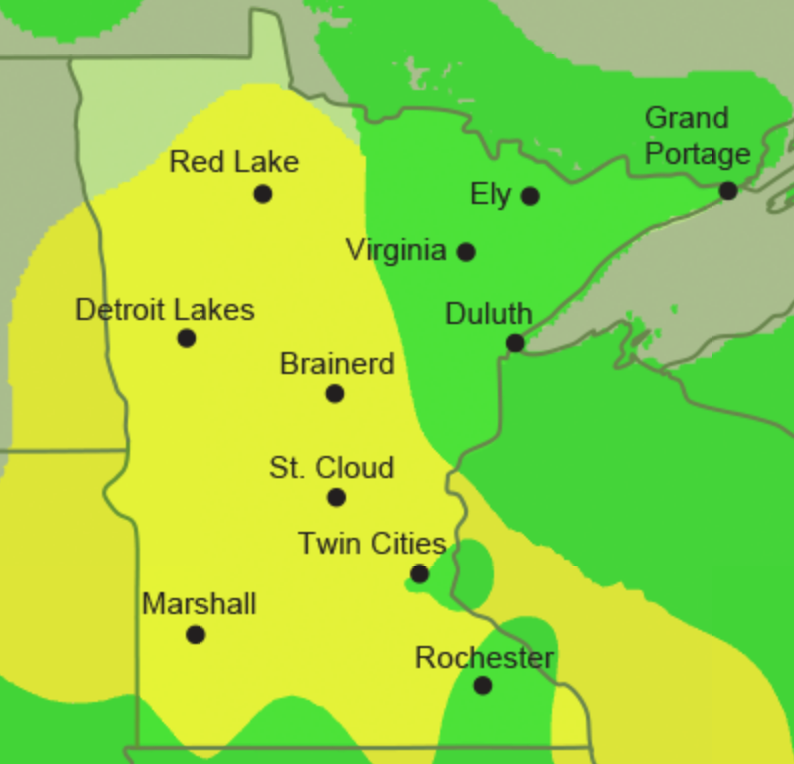 Grand
Portage
Red Lake
Ely
Virginia
Detroit Lakes
Duluth
Brainerd
St. Cloud
Twin Cities
Marshall
Rochester